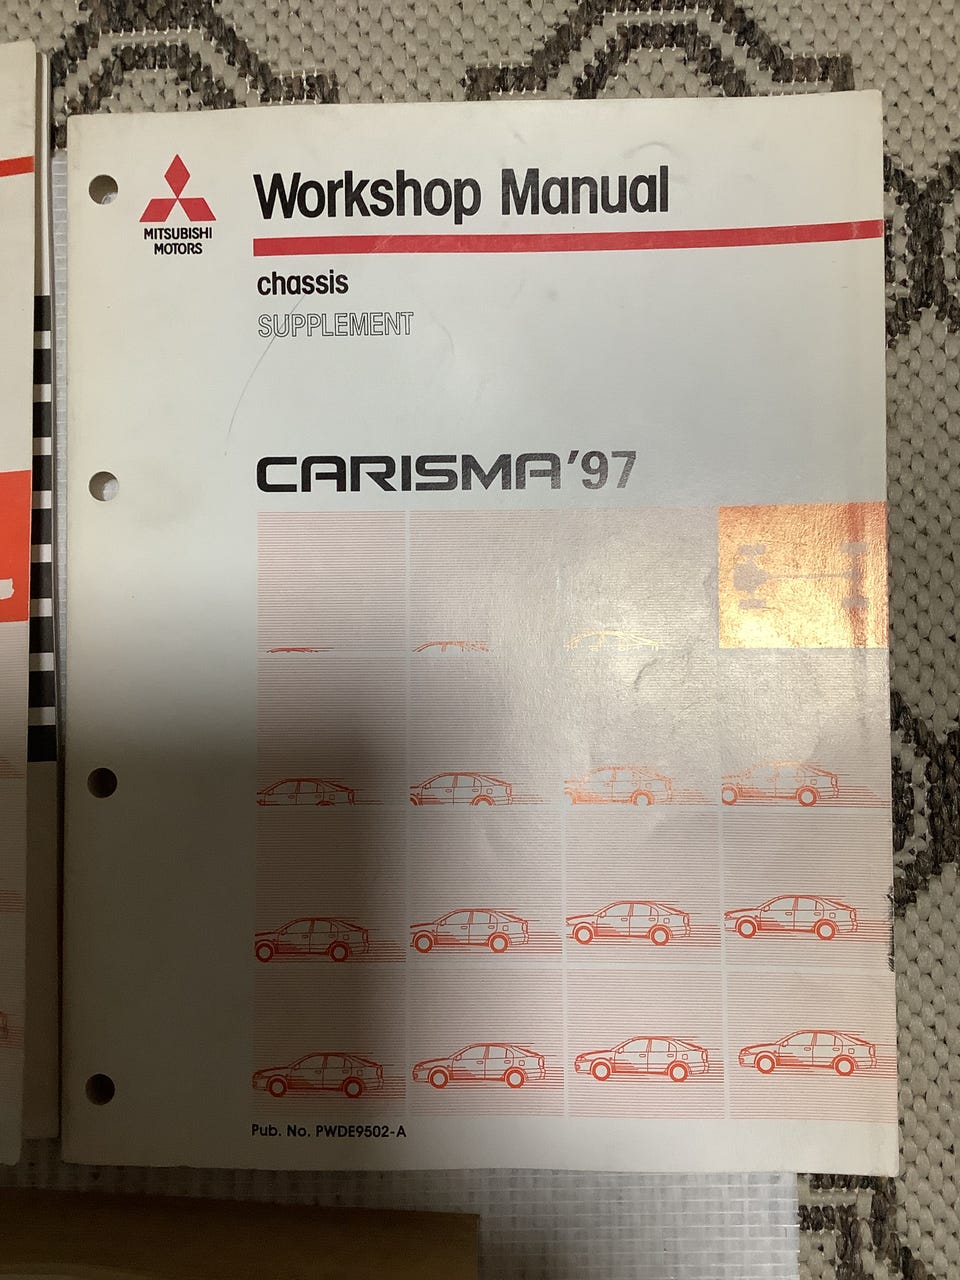 MITSUBISHI
MOTORS
Workshop Manual
chassis
SUPPLEMENT
CARISMA'97
Pub. No. PWDE9502-A